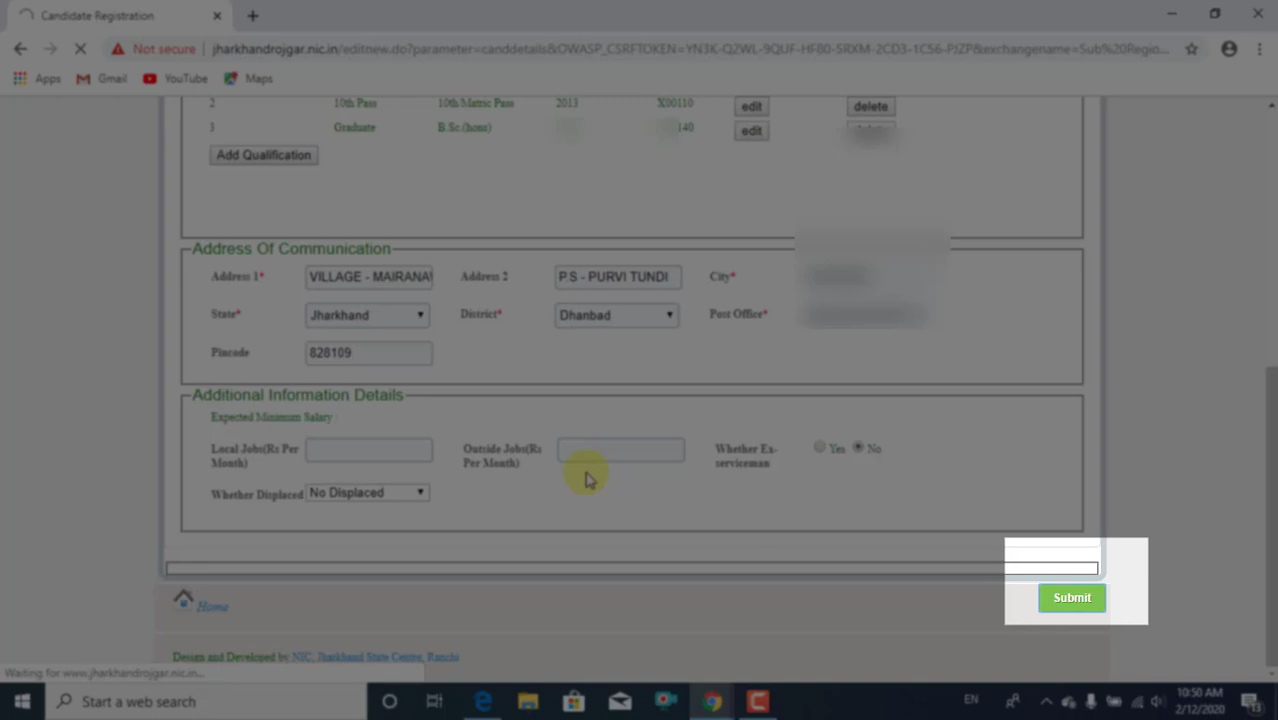 Candidate Registration
Not secure | jharkhandrojgar.nic.in/editnew.do?parameter=canddetails&OWASP_CSRFTOKEN=YN3K-Q2WL-9QUF-HF80-SRXM-2CD3-1C56-PJZP&exchangename=Sub%20Regio...
Apps Gmail YouTube Maps
2 10th Pass 10th/Matric Pass 2013 X00110 edit delete
3 Graduate B.Sc.(hons) 140 edit
Add Qualification
Address Of Communication
Address 1* VILLAGE - MAIRANA Address 2 P.S - PURVI TUNDI City*
State* Jharkhand District* Dhanbad Post Office*
Pincode 828109
Additional Information Details
Expected Minimum Salary :
Local Jobs(Rs Per Month) Outside Jobs(Rs Per Month) Whether Ex-serviceman Yes No
Whether Displaced No Displaced
Submit
Home
Design and Developed by NIC, Jharkhand State Centre, Ranchi
Waiting for www.jharkhandrojgar.nic.in...
Start a web search EN 10:50 AM
2/12/2020 13